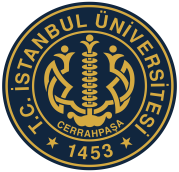 T.C. İSTANBUL ÜNİVERSİTESİ
CERRAHPAŞA
1453